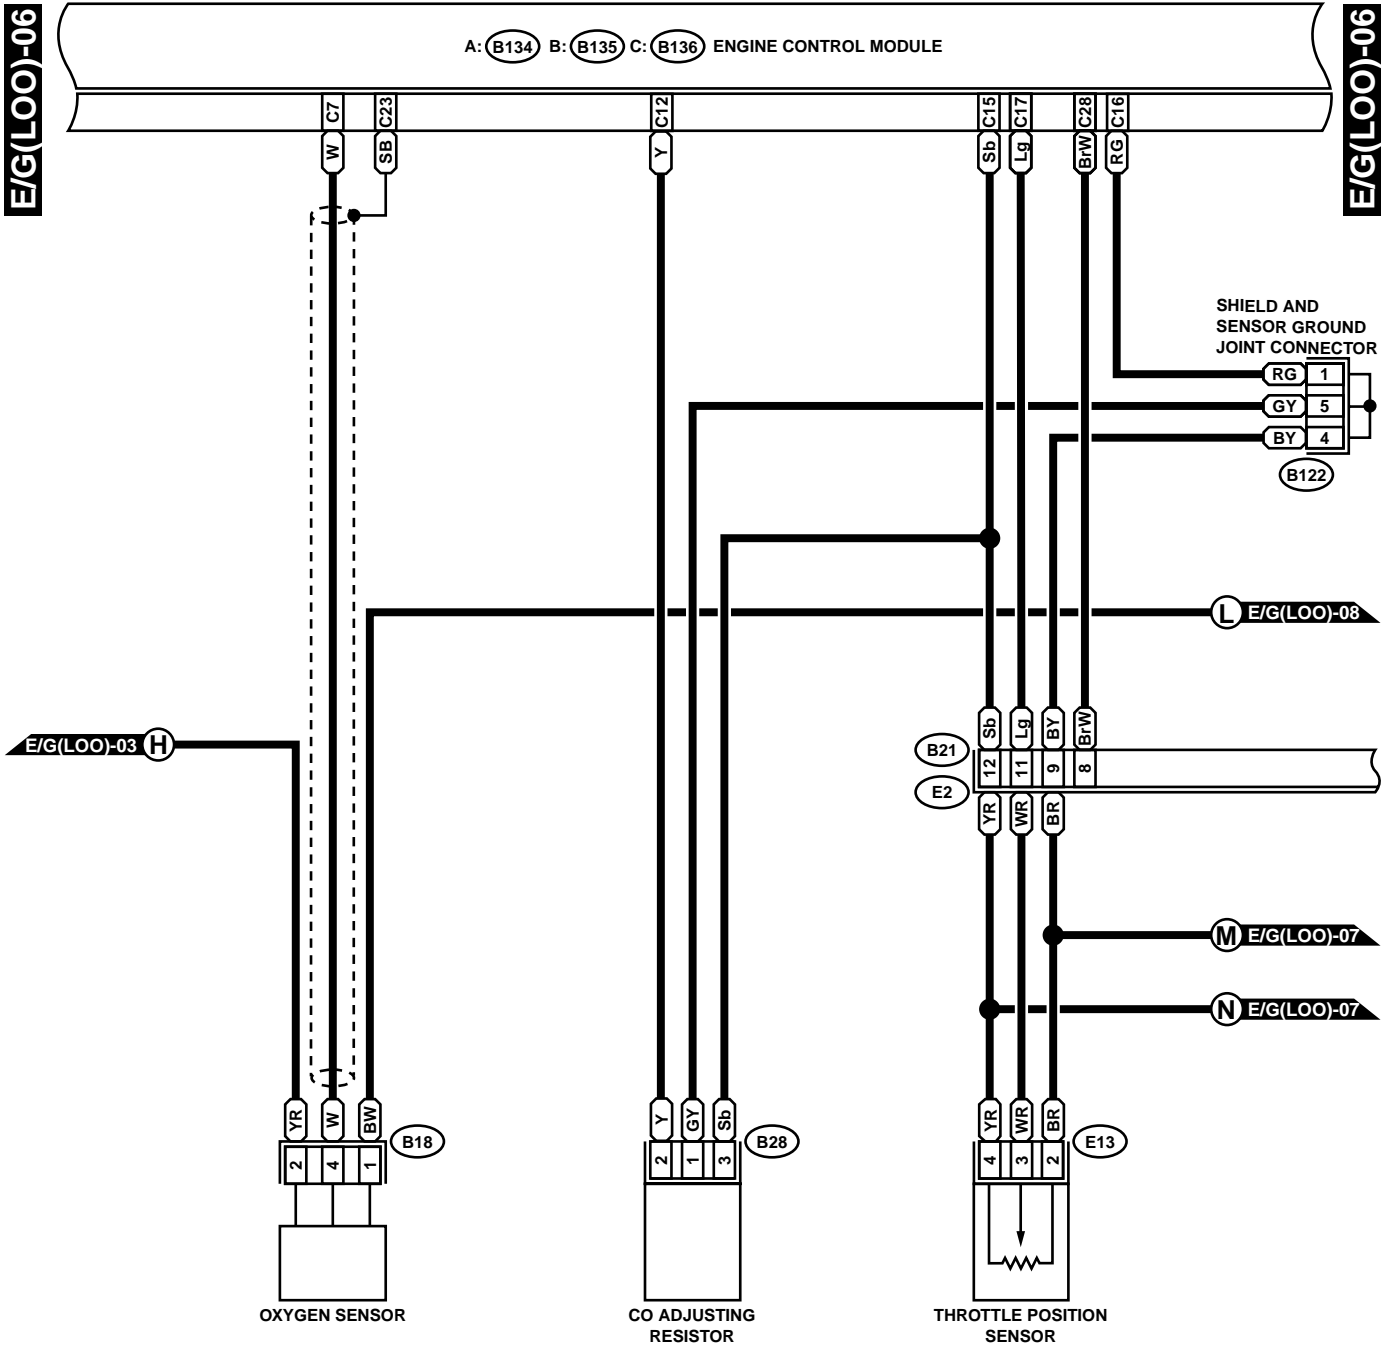 E/G(LOO)-06
E/G(LOO)-06
A: B134 B: B135 C: B136 ENGINE CONTROL MODULE
C7 C23 C12 C15 C17 C28 C16
W SB Y Sb Lg BrW RG
SHIELD AND
SENSOR GROUND
JOINT CONNECTOR
RG 1
GY 5
BY 4
B122
L E/G(LOO)-08
E/G(LOO)-03 H
Sb Lg BY BrW
B21 12 11 9 8
E2
YR WR BR
M E/G(LOO)-07
N E/G(LOO)-07
YR W BW Y GY Sb YR WR BR
B18 B28 E13
2 4 1 2 1 3 4 3 2
OXYGEN SENSOR
CO ADJUSTING
RESISTOR
THROTTLE POSITION
SENSOR